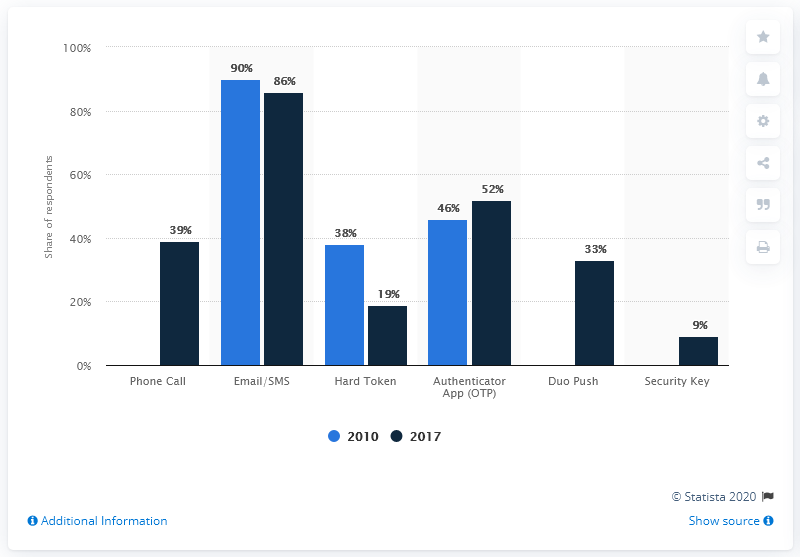 100%
80%
60%
40%
20%
0%
Share of respondents
39%
90%
86%
38%
19%
46%
52%
33%
9%
Phone Call
Email/SMS
Hard Token
Authenticator
App (OTP)
Duo Push
Security Key
2010 2017
© Statista 2020
Additional Information
Show source